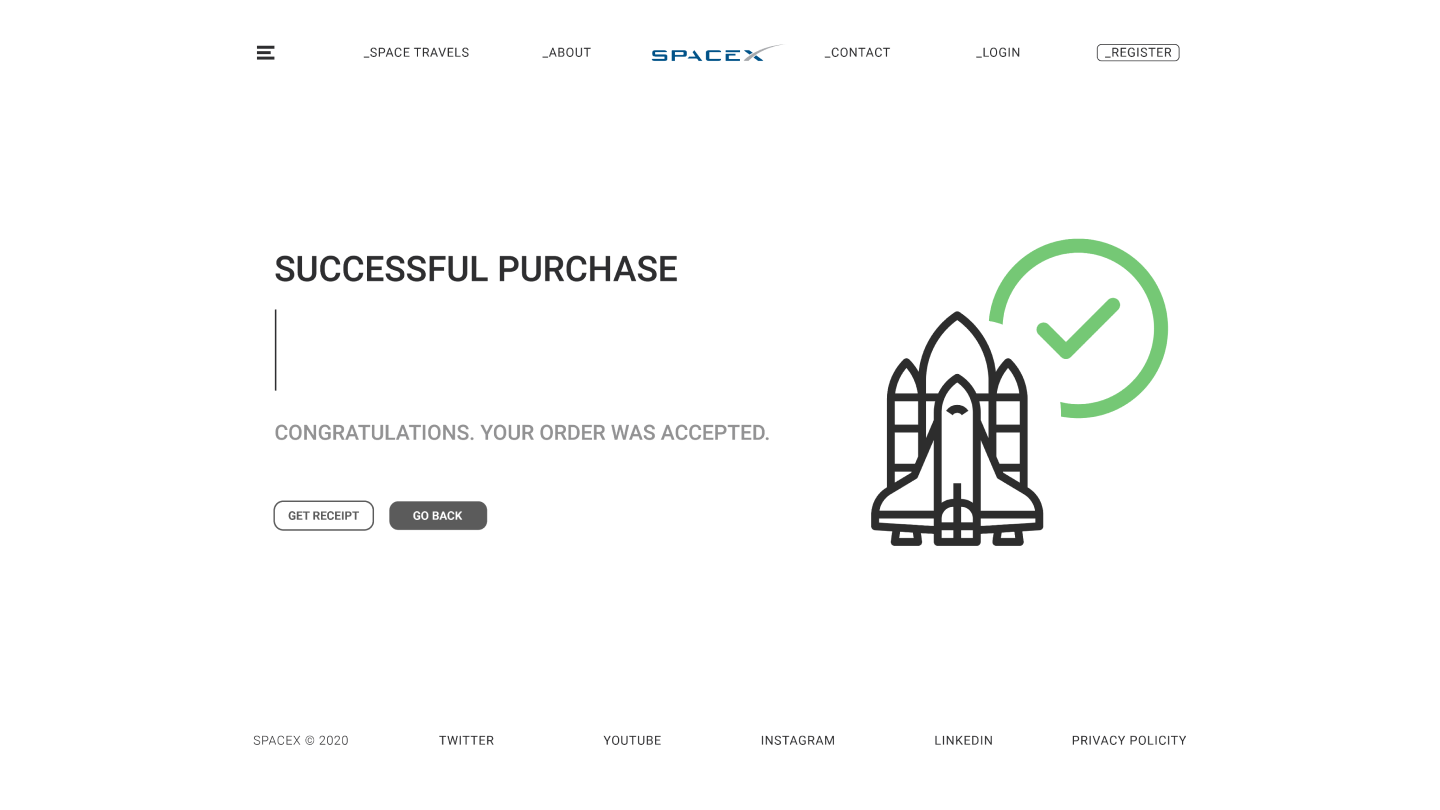 _SPACE TRAVELS
_ABOUT
SPACEX
_CONTACT
_LOGIN
_REGISTER
SUCCESSFUL PURCHASE
CONGRATULATIONS. YOUR ORDER WAS ACCEPTED.
GET RECEIPT
GO BACK
SPACEX © 2020
TWITTER
YOUTUBE
INSTAGRAM
LINKEDIN
PRIVACY POLICITY